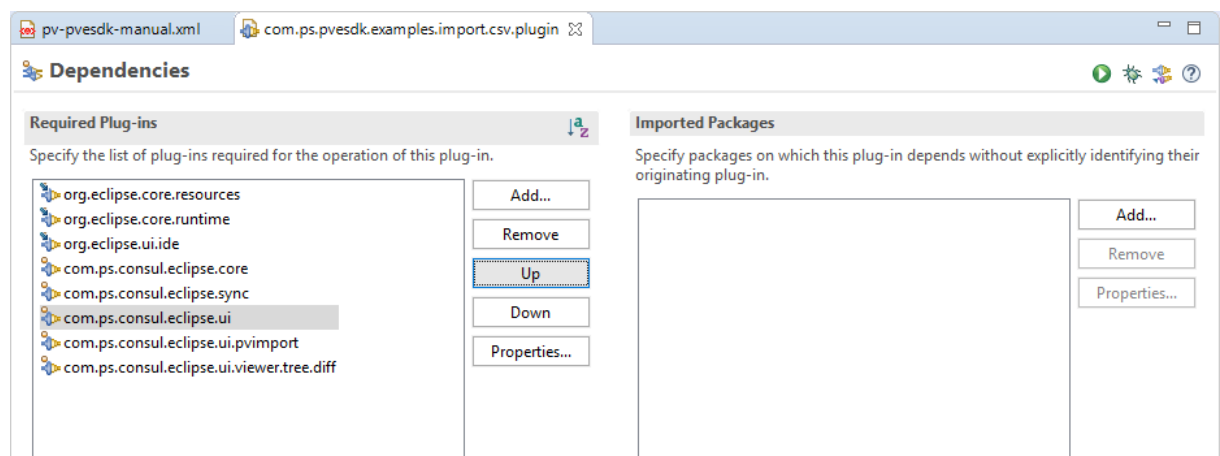 pv-pvesdk-manual.xml
com.ps.pvesdk.examples.import.csv.plugin
Dependencies
Required Plug-ins
Specify the list of plug-ins required for the operation of this plug-in.
org.eclipse.core.resources
org.eclipse.core.runtime
org.eclipse.ui.ide
com.ps.consul.eclipse.core
com.ps.consul.eclipse.sync
com.ps.consul.eclipse.ui
com.ps.consul.eclipse.ui.pvimport
com.ps.consul.eclipse.ui.viewer.tree.diff
Add...
Remove
Up
Down
Properties...
Imported Packages
Specify packages on which this plug-in depends without explicitly identifying their
originating plug-in.
Add...
Remove
Properties...